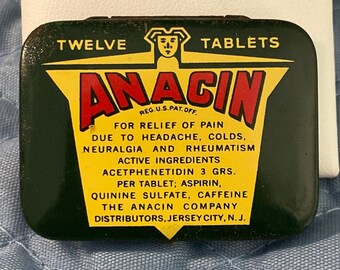 TWELVE TABLETS
ANACIN
REG. U.S. PAT. OFF.
FOR RELIEF OF PAIN
DUE TO HEADACHE, COLDS,
NEURALGIA AND RHEUMATISM
ACTIVE INGREDIENTS
ACETPHENETIDIN 3 GRS.
PER TABLET; ASPIRIN,
QUININE SULFATE, CAFFEINE
THE ANACIN COMPANY
DISTRIBUTORS, JERSEY CITY, N.J.